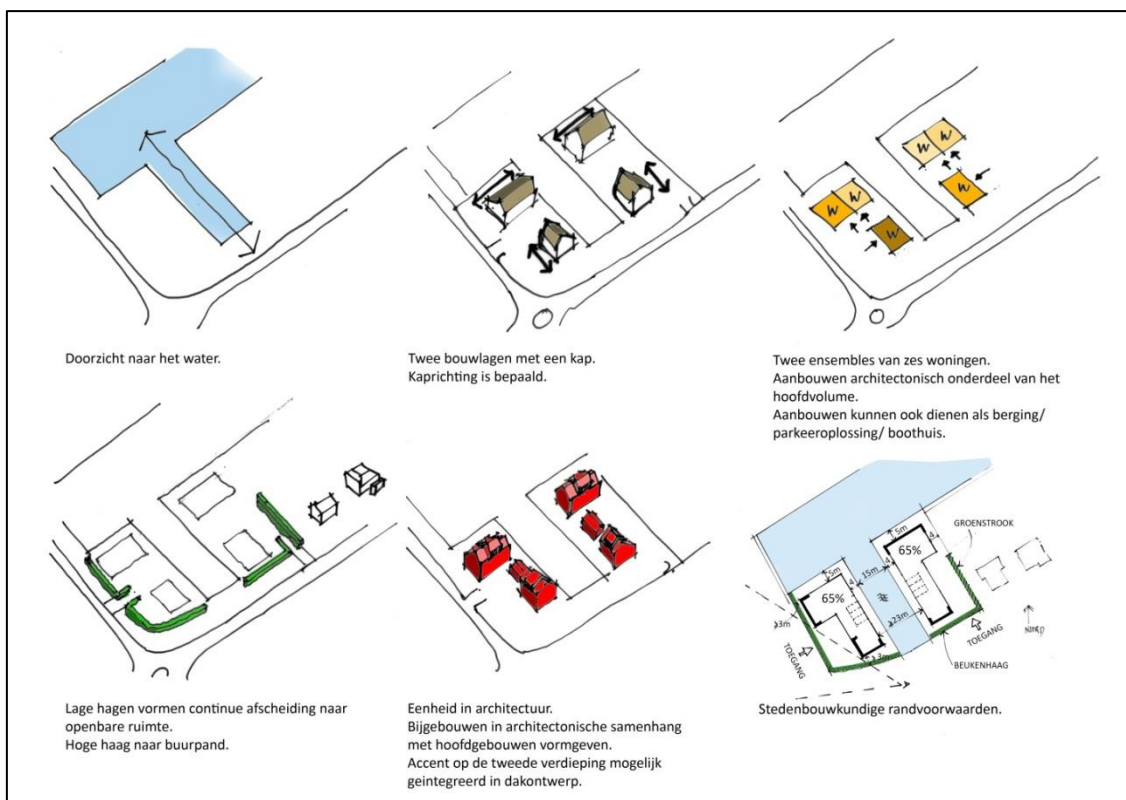 W
W
W
W
W
W
Doorzicht naar het water.
Twee bouwlagen met een kap.
Kaprichting is bepaald.
Twee ensembles van zes woningen.
Aanbouwen architectonisch onderdeel van het
hoofdvolume.
Aanbouwen kunnen ook dienen als berging/
parkeeroplossing/ boothuis.
Lage hagen vormen continue afscheiding naar
openbare ruimte.
Hoge haag naar buurpand.
Eenheid in architectuur.
Bijgebouwen in architectonische samenhang
met hoofdgebouwen vormgeven.
Accent op de tweede verdieping mogelijk
geintegreerd in dakontwerp.
GROENSTROOK
5m
4
65%
15m
4
5m
4
65%
23m
3m
3m
TOEGANG
TOEGANG
NOORD
BEUKENHAAG
Stedenbouwkundige randvoorwaarden.